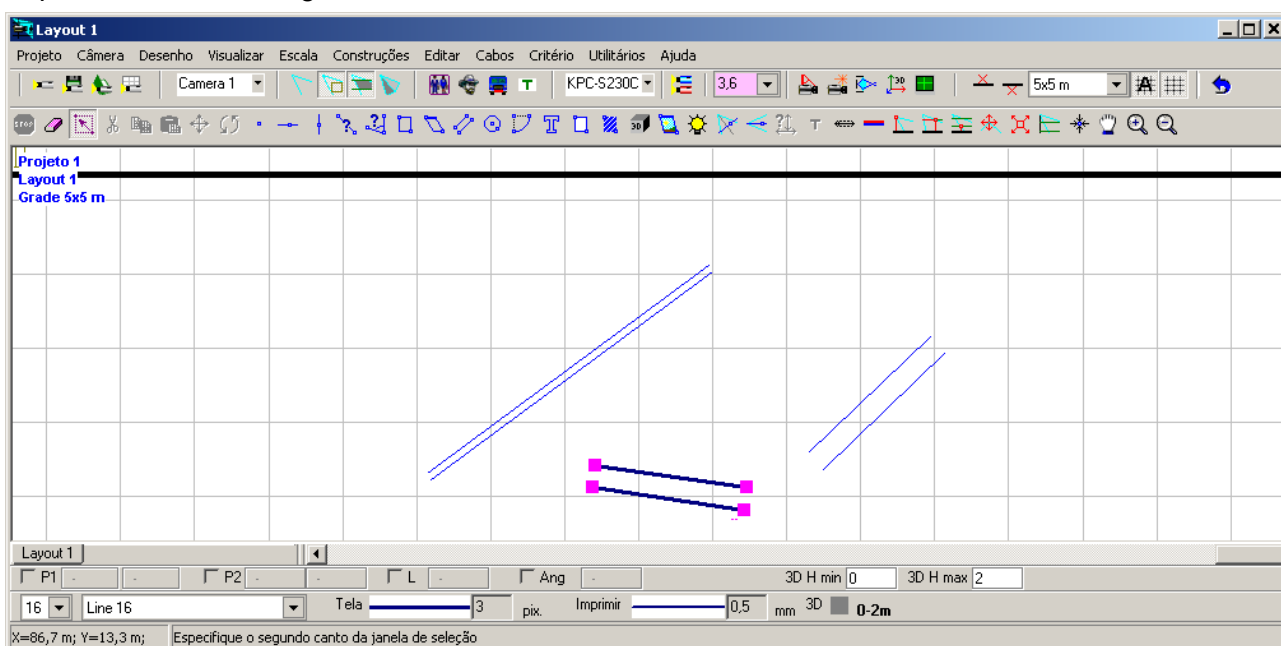 Layout 1
Projeto Câmera Desenho Visualizar Escala Construções Editar Cabos Critério Utilitários Ajuda
Camera 1 T KPC-S230C 3,6 5x5 m
STOP 3D T
Projeto 1
Layout 1
Grade 5x5 m
Layout 1
P1 - - P2 - - L - Ang - 3D H min 0 3D H max 2
16 Line 16 Tela 3 pix. Imprimir 0,5 mm 3D 0-2m
X=86,7 m; Y=13,3 m; Especifique o segundo canto da janela de seleção